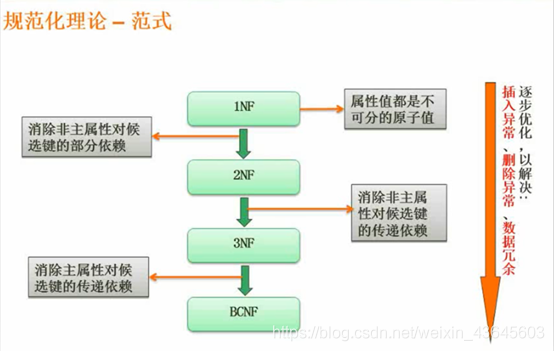 规范化理论 – 范式
1NF
属性值都是不
可分的原子值
消除非主属性对候
选键的部分依赖
2NF
消除非主属
性对候选键
的传递依赖
3NF
消除主属性对候
选键的传递依赖
BCNF
逐步优化，以解决：
插入异常、删除异常、数据冗余
https://blog.csdn.net/weixin_43645603